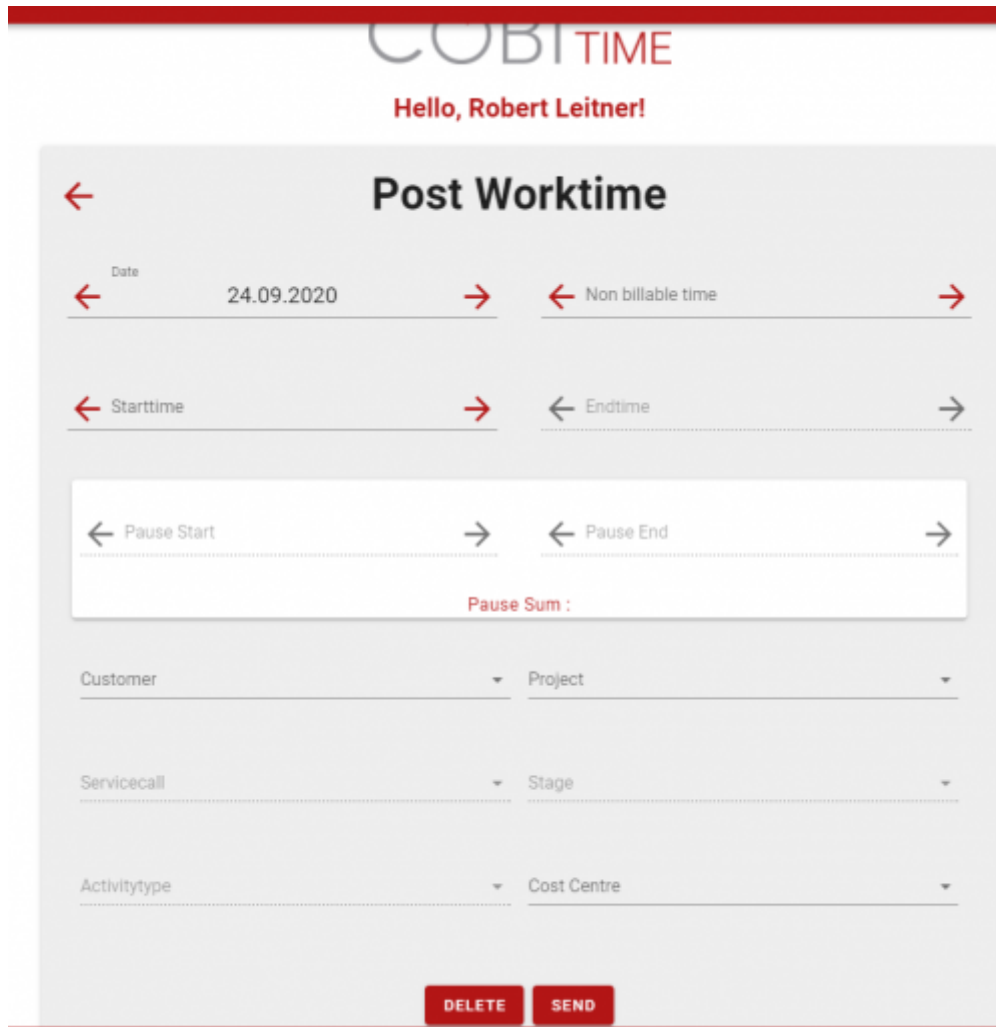 COBI TIME
Hello, Robert Leitner!
Post Worktime
Date
24.09.2020
Non billable time
Starttime
Endtime
Pause Start
Pause End
Pause Sum :
Customer
Project
Servicecall
Stage
Activitytype
Cost Centre
DELETE
SEND